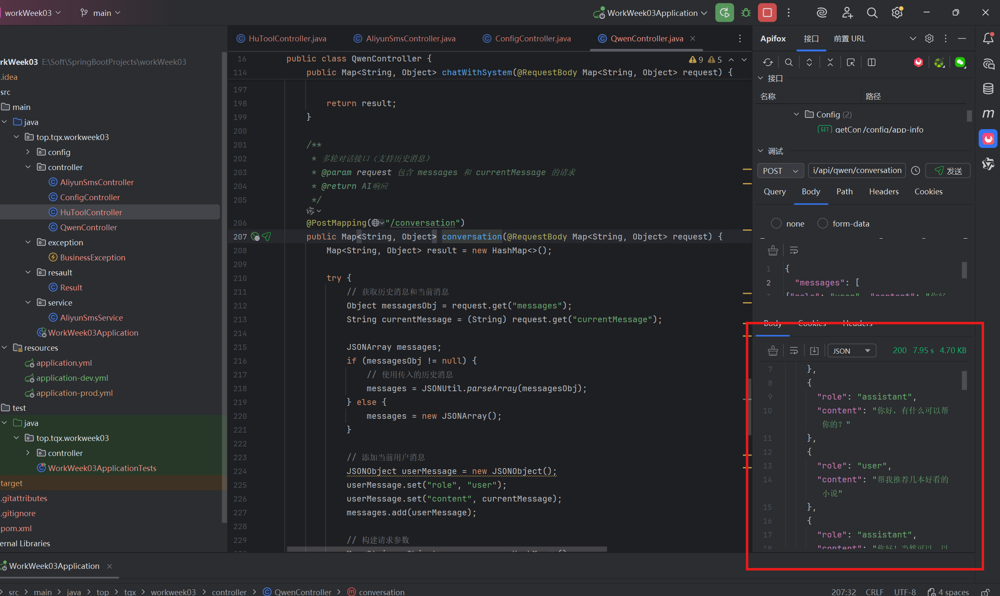 workWeek03
main
WorkWeek03Application
rkWeek03 E:\Soft\SpringBootProjects\workWeek03
.idea
src
main
java
top.tqx.workweek03
config
controller
AliyunSmsController
ConfigController
HuToolController
QwenController
exception
BusinessException
resault
Result
service
AliyunSmsService
WorkWeek03Application
resources
application.yml
application-dev.yml
application-prod.yml
test
java
top.tqx.workweek03
controller
WorkWeek03ApplicationTests
target
.gitattributes
.gitignore
pom.xml
ernal Libraries
HuToolController.java
AliyunSmsController.java
ConfigController.java
QwenController.java
9 5
16 public class QwenController {
114 public Map<String, Object> chatWithSystem(@RequestBody Map<String, Object> request) {
197
198 return result;
199 }
200
201 /**
202 * 多轮对话接口（支持历史消息）
203 * @param request 包含 messages 和 currentMessage 的请求
204 * @return AI响应
205 */
206 @PostMapping("/conversation")
207 public Map<String, Object> conversation(@RequestBody Map<String, Object> request) {
208 Map<String, Object> result = new HashMap<>();
209
210 try {
211 // 获取历史消息和当前消息
212 Object messagesObj = request.get("messages");
213 String currentMessage = (String) request.get("currentMessage");
214
215 JSONArray messages;
216 if (messagesObj != null) {
217 // 使用传入的历史消息
218 messages = JSONUtil.parseArray(messagesObj);
219 } else {
220 messages = new JSONArray();
221 }
222
223 // 添加当前用户消息
224 JSONObject userMessage = new JSONObject();
225 userMessage.set("role", "user");
226 userMessage.set("content", currentMessage);
227 messages.add(userMessage);
228
229 // 构建请求参数
Apifox 接口 前置 URL
接口
名称 路径
Config (2)
GET getCon /config/app-info
调试
POST i/api/qwen/conversation 发送
Query Body Path Headers Cookies
none form-data
1 {
2 "messages": [
3 {"role": "user", "content": "你好
Body Cookies Headers
JSON 200 7.95 s 4.70 KB
7 },
8 {
9 "role": "assistant",
10 "content": "你好，有什么可以帮
你的？"
11 },
12 {
13 "role": "user",
14 "content": "帮我推荐几本好看的
小说"
15 },
16 {
17 "role": "assistant",
18 "content": "你好！当然可以，以
m
WorkWeek03Application
src > main > java > top > tqx > workweek03 > controller > QwenController > conversation
207:32 CRLF UTF-8 4 spaces